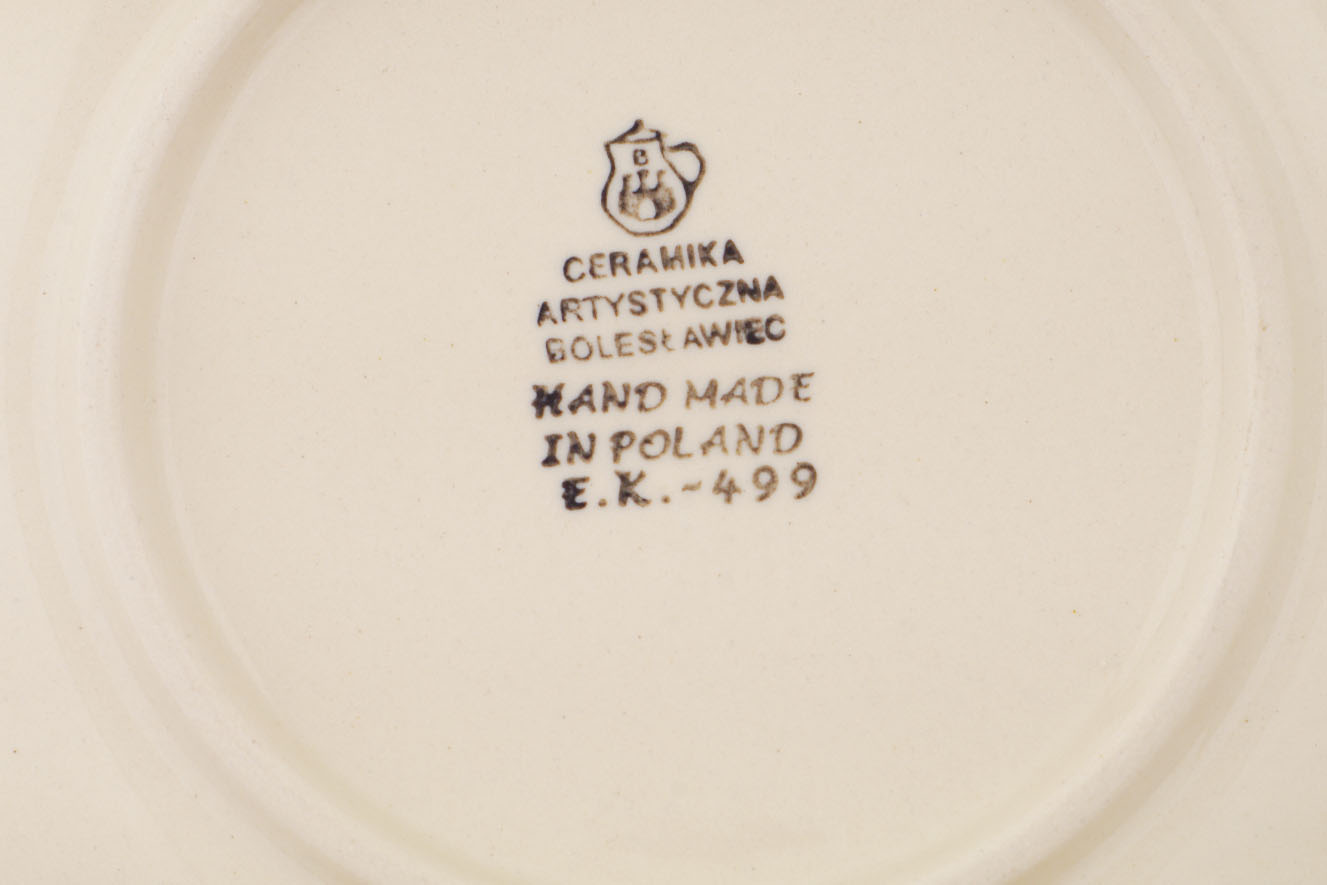 B
CERAMIKA
ARTYSTYCZNA
BOLESŁAWIEC
HAND MADE
IN POLAND
E.K.-499